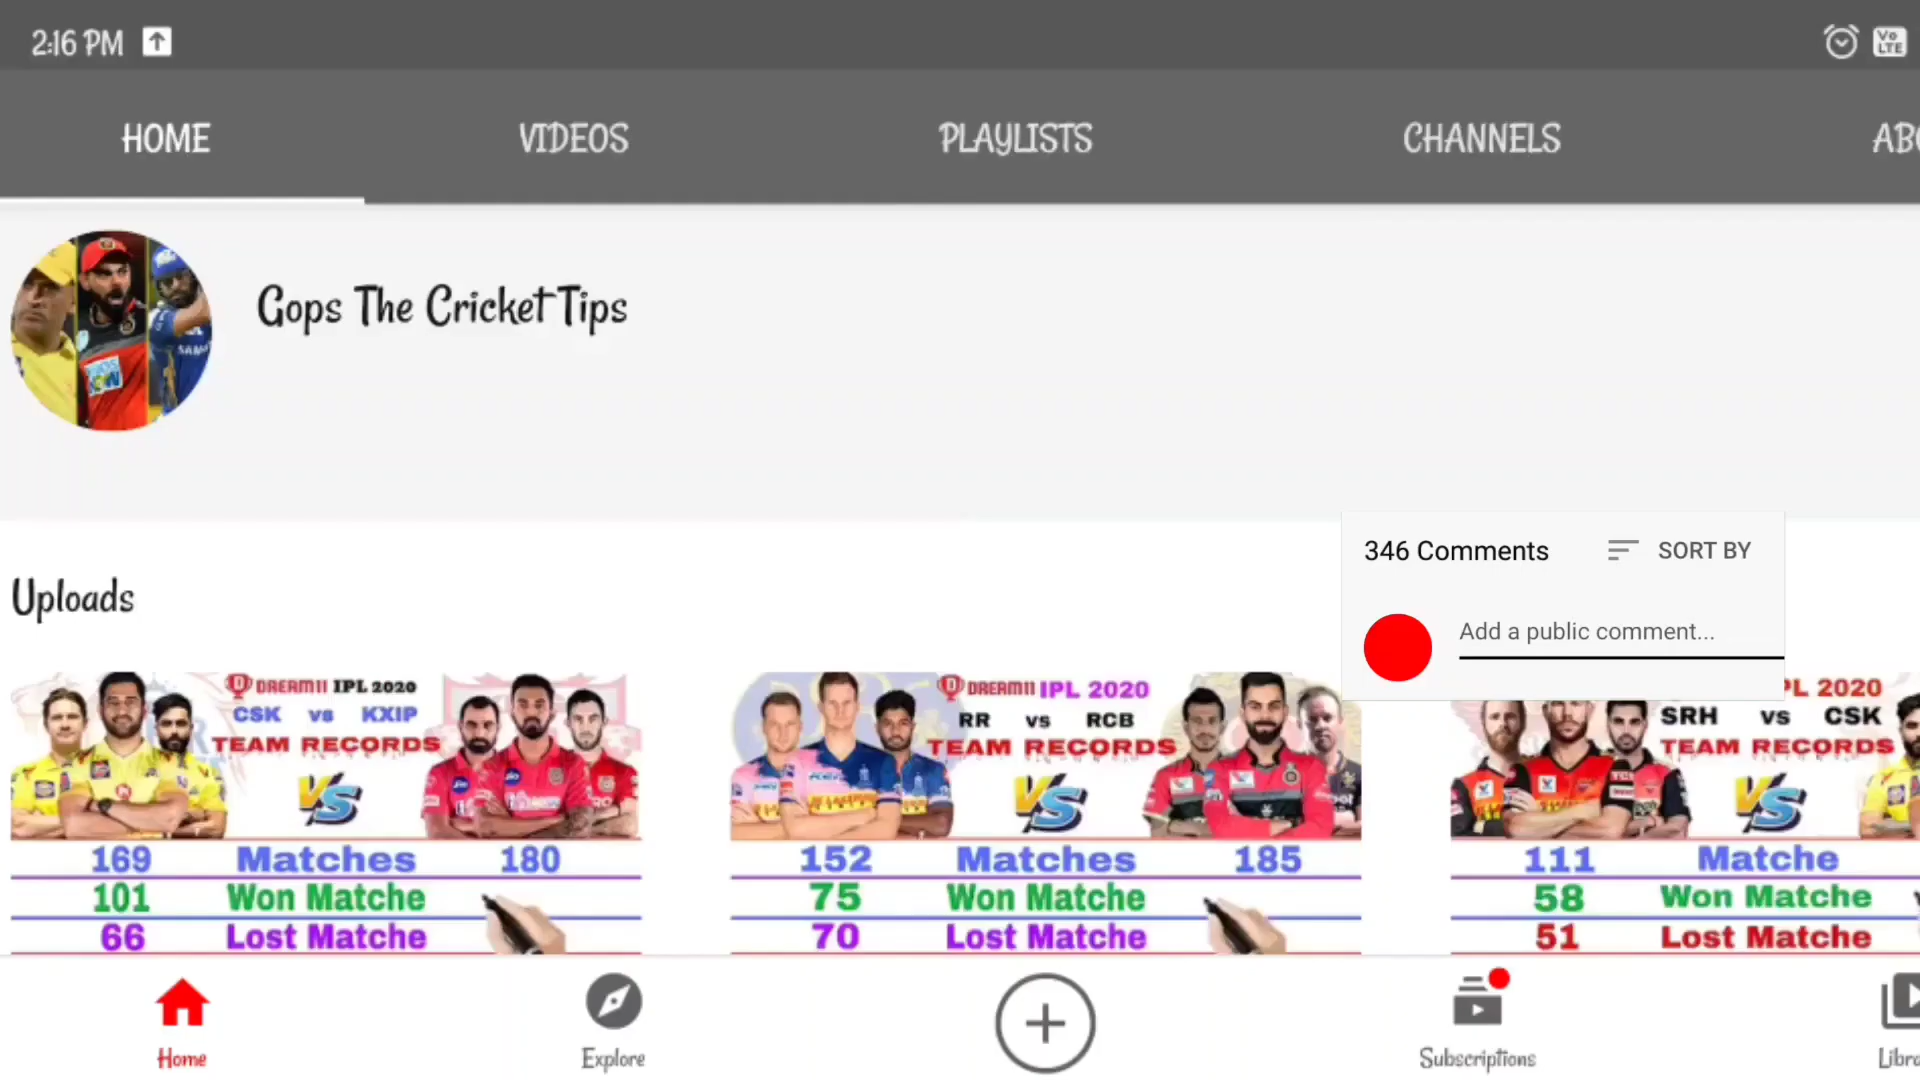 2:16 PM
Vo LTE
HOME VIDEOS PLAYLISTS CHANNELS
Gops The Cricket Tips
346 Comments SORT BY
Add a public comment...
Uploads
DREAM11 IPL 2020
CSK vs KXIP
TEAM RECORDS
VS
169 Matches 180
101 Won Matche
66 Lost Matche
DREAM11 IPL 2020
RR vs RCB
TEAM RECORDS
VS
152 Matches 185
75 Won Matche
70 Lost Matche
2020
SRH vs CSK
TEAM RECORDS
VS
111 Matche
58 Won Matche
51 Lost Matche
Home Explore Subscriptions